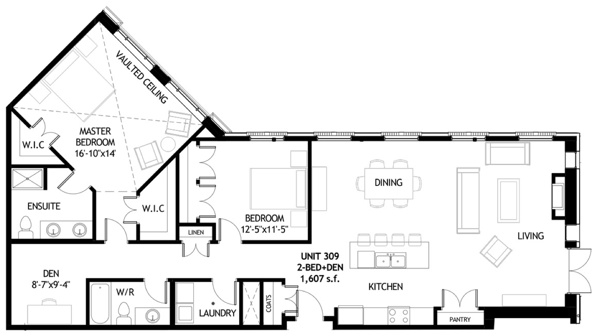 VAULTED CEILING
MASTER
BEDROOM
16'-10"x14'
W.I.C
ENSUITE
W.I.C
BEDROOM
12'-5"x11'-5"
LINEN
DINING
LIVING
UNIT 309
2-BED+DEN
1,607 s.f.
KITCHEN
DEN
8'-7"x9'-4"
W/R
LAUNDRY
COATS
PANTRY